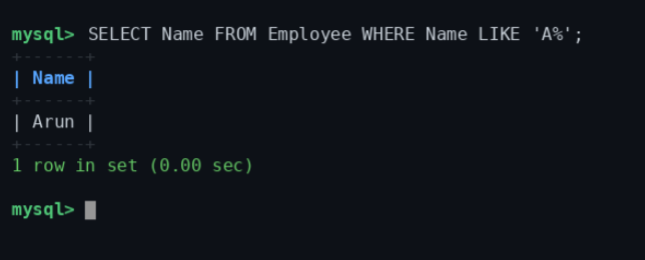 mysql> SELECT Name FROM Employee WHERE Name LIKE 'A%';
+------+
| Name |
+------+
| Arun |
+------+
1 row in set (0.00 sec)
mysql>